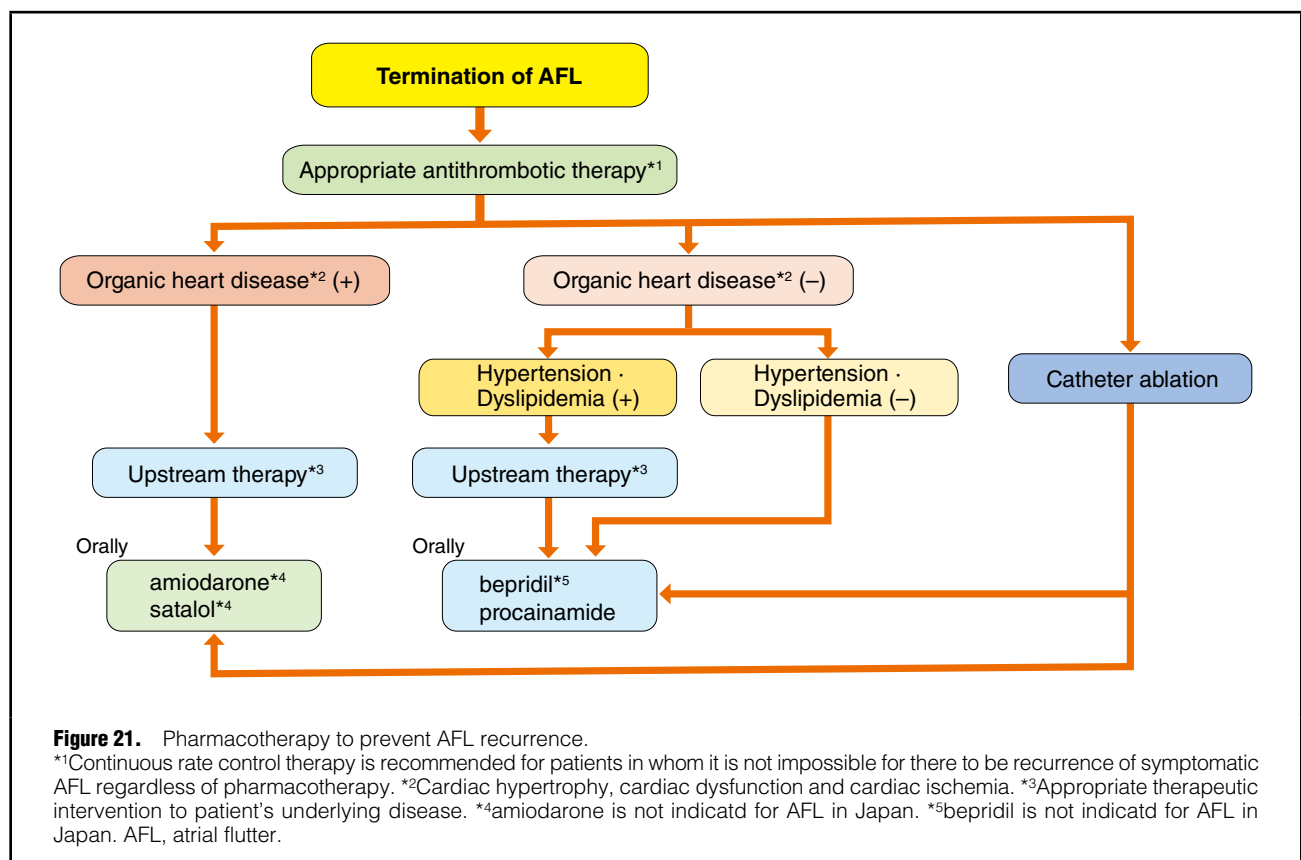 Termination of AFL
Appropriate antithrombotic therapy*1
Organic heart disease*2 (+)
Organic heart disease*2 (–)
Hypertension ·
Dyslipidemia (+)
Hypertension ·
Dyslipidemia (–)
Catheter ablation
Upstream therapy*3
Upstream therapy*3
Orally
amiodarone*4
satalol*4
Orally
bepridil*5
procainamide
Figure 21. Pharmacotherapy to prevent AFL recurrence.
*1Continuous rate control therapy is recommended for patients in whom it is not impossible for there to be recurrence of symptomatic
AFL regardless of pharmacotherapy. *2Cardiac hypertrophy, cardiac dysfunction and cardiac ischemia. *3Appropriate therapeutic
intervention to patient's underlying disease. *4amiodarone is not indicatd for AFL in Japan. *5bepridil is not indicatd for AFL in
Japan. AFL, atrial flutter.